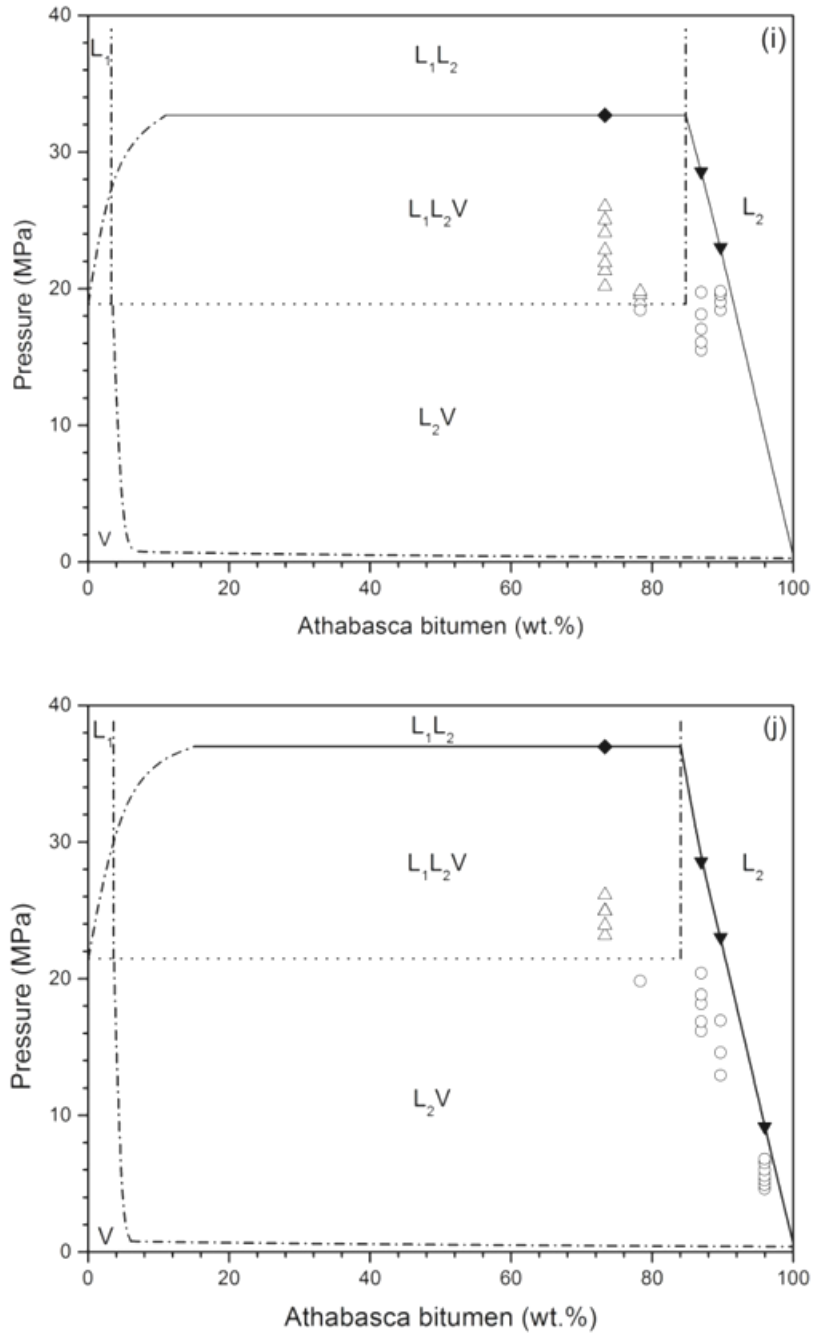 40
30
20
10
0
Pressure (MPa)
L₁
L₁L₂
(i)
L₁L₂V
L₂
L₂V
V
0 20 40 60 80 100
Athabasca bitumen (wt.%)
40
30
20
10
0
Pressure (MPa)
L₁
L₁L₂
(j)
L₁L₂V
L₂
L₂V
V
0 20 40 60 80 100
Athabasca bitumen (wt.%)